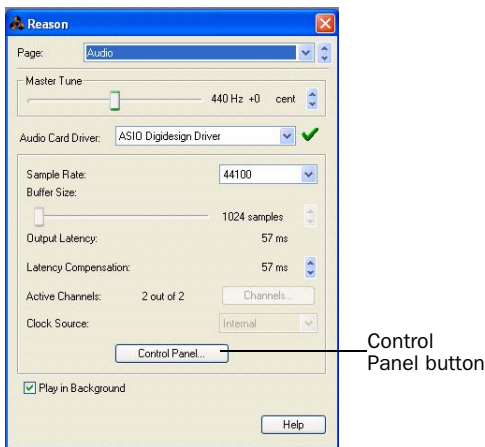 Reason
Page: Audio
Master Tune
440 Hz +0 cent
Audio Card Driver: ASIO Digidesign Driver
Sample Rate: 44100
Buffer Size:
1024 samples
Output Latency: 57 ms
Latency Compensation: 57 ms
Active Channels: 2 out of 2 Channels...
Clock Source: Internal
Control Panel...
Control
Panel button
Play in Background
Help